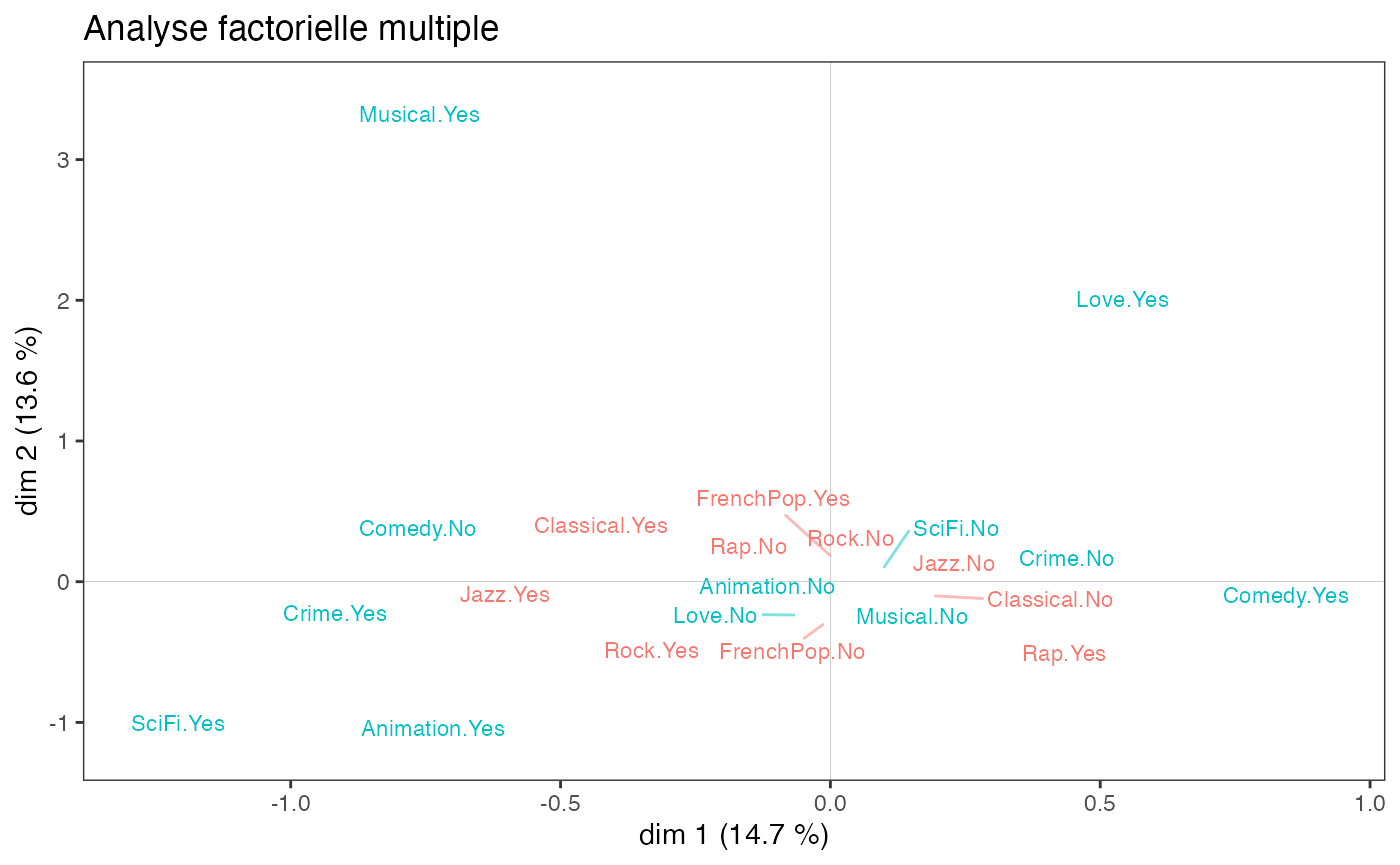 Analyse factorielle multiple
Musical.Yes
3
Love.Yes
2
dim 2 (13.6 %)
1
FrenchPop.Yes
Comedy.No
Classical.Yes
SciFi.No
Rap.No
Rock.No
Crime.No
Jazz.No
0
Animation.No
Jazz.Yes
Comedy.Yes
Classical.No
Crime.Yes
Love.No
Musical.No
Rock.Yes
FrenchPop.No
Rap.Yes
-1
SciFi.Yes
Animation.Yes
-1.0
-0.5
0.0
0.5
1.0
dim 1 (14.7 %)